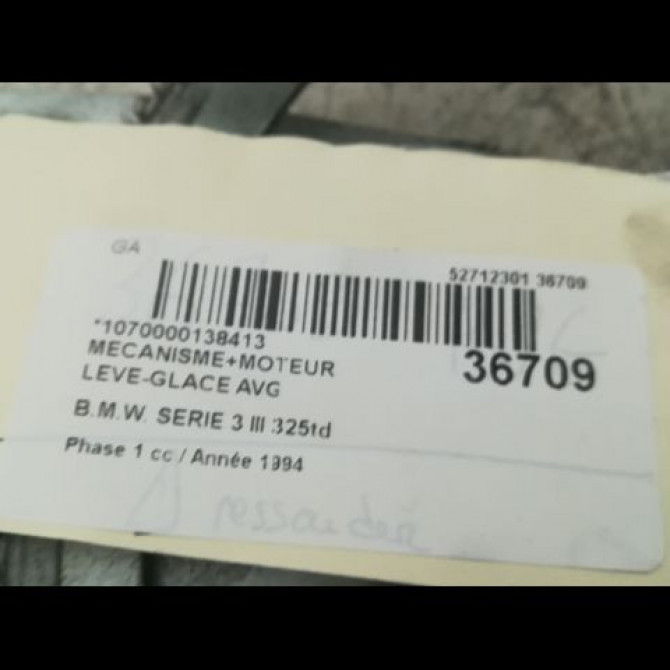 GA
52712301 36709
*1070000138413
36709
MECANISME+MOTEUR
LEVE-GLACE AVG
B.M.W. SERIE 3 III 325td
Phase 1 cc / Année 1994
A ressouder